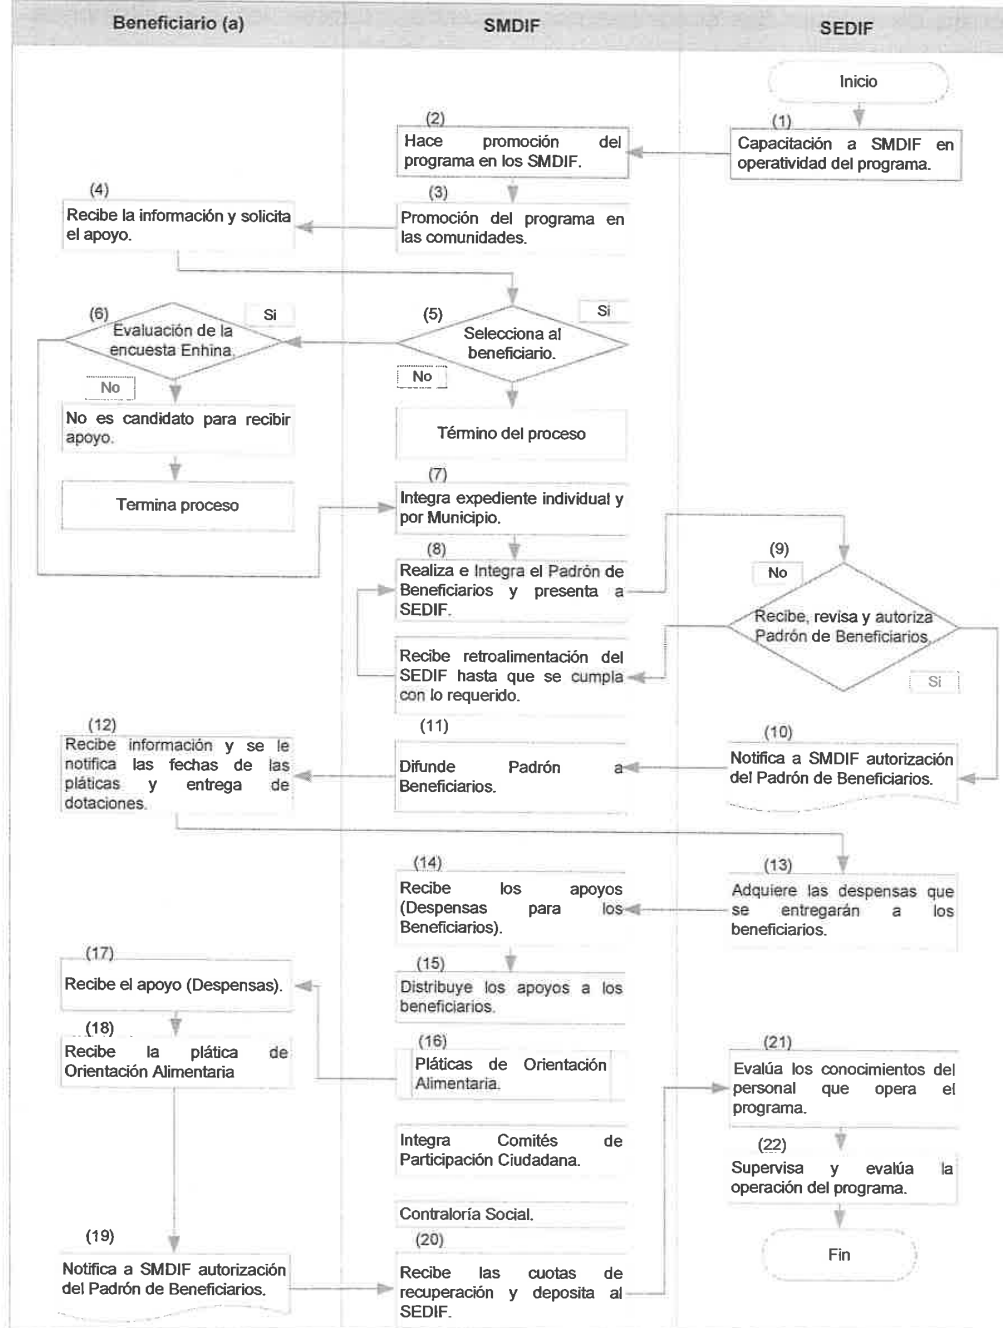 Beneficiario (a)
SMDIF
SEDIF
Inicio
(1)
Capacitación a SMDIF en
operatividad del programa.
(2)
Hace promoción del
programa en los SMDIF.
(3)
Promoción del programa en
las comunidades.
(4)
Recibe la información y solicita
el apoyo.
(5)
Si
Selecciona al
beneficiario.
No
Término del proceso
(6)
Si
Evaluación de la
encuesta Enhina.
No
No es candidato para recibir
apoyo.
Termina proceso
(7)
Integra expediente individual y
por Municipio.
(8)
Realiza e Integra el Padrón de
Beneficiarios y presenta a
SEDIF.
(9)
No
Recibe, revisa y autoriza
Padrón de Beneficiarios.
Si
Recibe retroalimentación del
SEDIF hasta que se cumpla
con lo requerido.
(10)
Notifica a SMDIF autorización
del Padrón de Beneficiarios.
(11)
Difunde Padrón a
Beneficiarios.
(12)
Recibe información y se le
notifica las fechas de las
pláticas y entrega de
dotaciones.
(13)
Adquiere las despensas que
se entregarán a los
beneficiarios.
(14)
Recibe los apoyos
(Despensas para los
Beneficiarios).
(15)
Distribuye los apoyos a los
beneficiarios.
(16)
Pláticas de Orientación
Alimentaria.
(17)
Recibe el apoyo (Despensas).
(18)
Recibe la plática de
Orientación Alimentaria
Integra Comités de
Participación Ciudadana.
Contraloría Social.
(19)
Notifica a SMDIF autorización
del Padrón de Beneficiarios.
(20)
Recibe las cuotas de
recuperación y deposita al
SEDIF.
(21)
Evalúa los conocimientos del
personal que opera el
programa.
(22)
Supervisa y evalúa la
operación del programa.
Fin